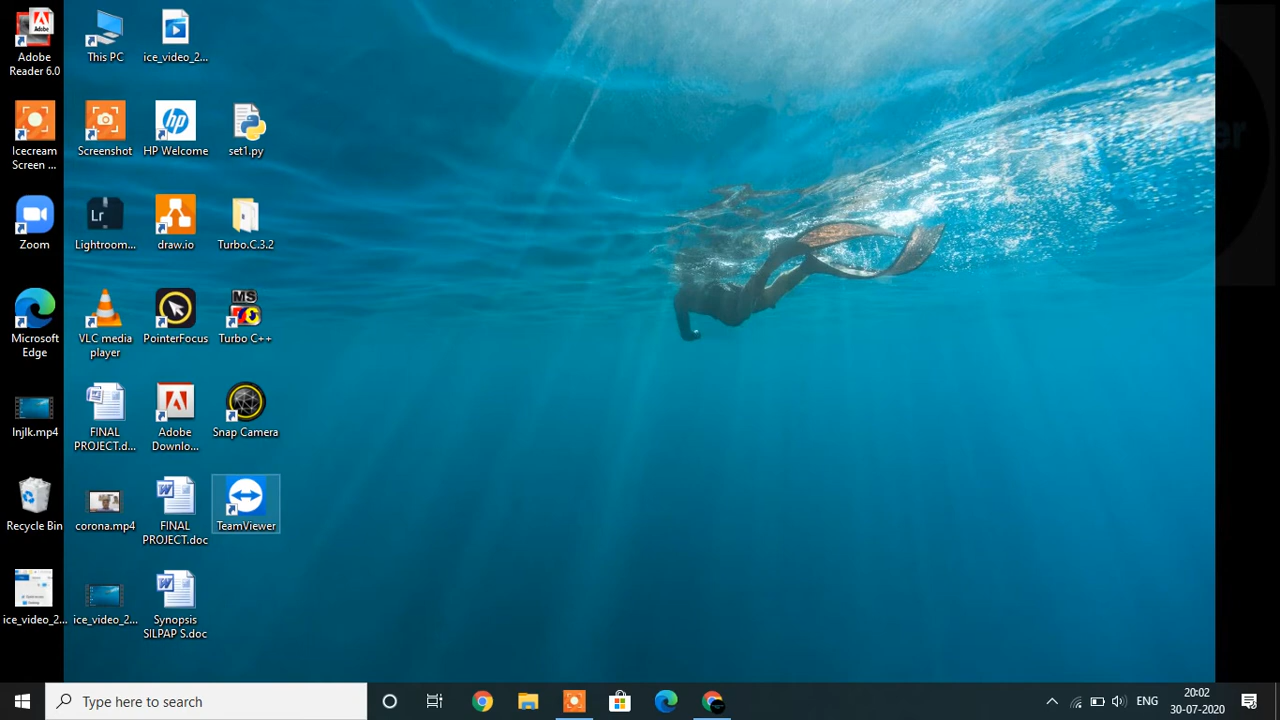 Adobe
Reader 6.0
This PC
ice_video_2...
Icecream
Screen ...
Screenshot
HP Welcome
set1.py
Zoom
Lr
Lightroom...
draw.io
Turbo.C.3.2
Microsoft
Edge
VLC media
player
PointerFocus
MS
Turbo C++
lnjlk.mp4
FINAL
PROJECT.d...
Adobe
Downlo...
Snap Camera
Recycle Bin
corona.mp4
FINAL
PROJECT.doc
TeamViewer
ice_video_2...
ice_video_2...
Synopsis
SILPAP S.doc
Type here to search
ENG
20:02
30-07-2020